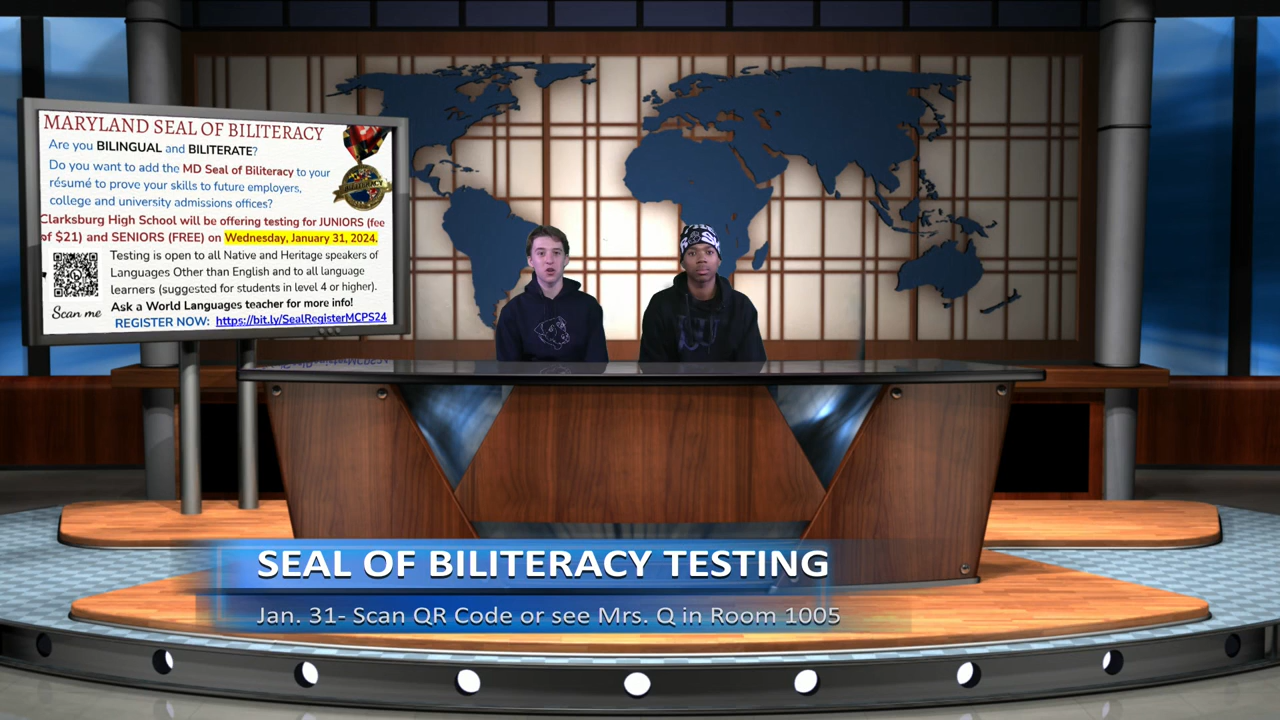 MARYLAND SEAL OF BILITERACY
Are you BILINGUAL and BILITERATE?
Do you want to add the MD Seal of Biliteracy to your
résumé to prove your skills to future employers,
college and university admissions offices?
Clarksburg High School will be offering testing for JUNIORS (fee
of $21) and SENIORS (FREE) on Wednesday, January 31, 2024.
Testing is open to all Native and Heritage speakers of
Languages Other than English and to all language
learners (suggested for students in level 4 or higher).
Scan me
Ask a World Languages teacher for more info!
REGISTER NOW: https://bit.ly/SealRegisterMCPS24
SEAL OF BILITERACY TESTING
Jan. 31- Scan QR Code or see Mrs. Q in Room 1005